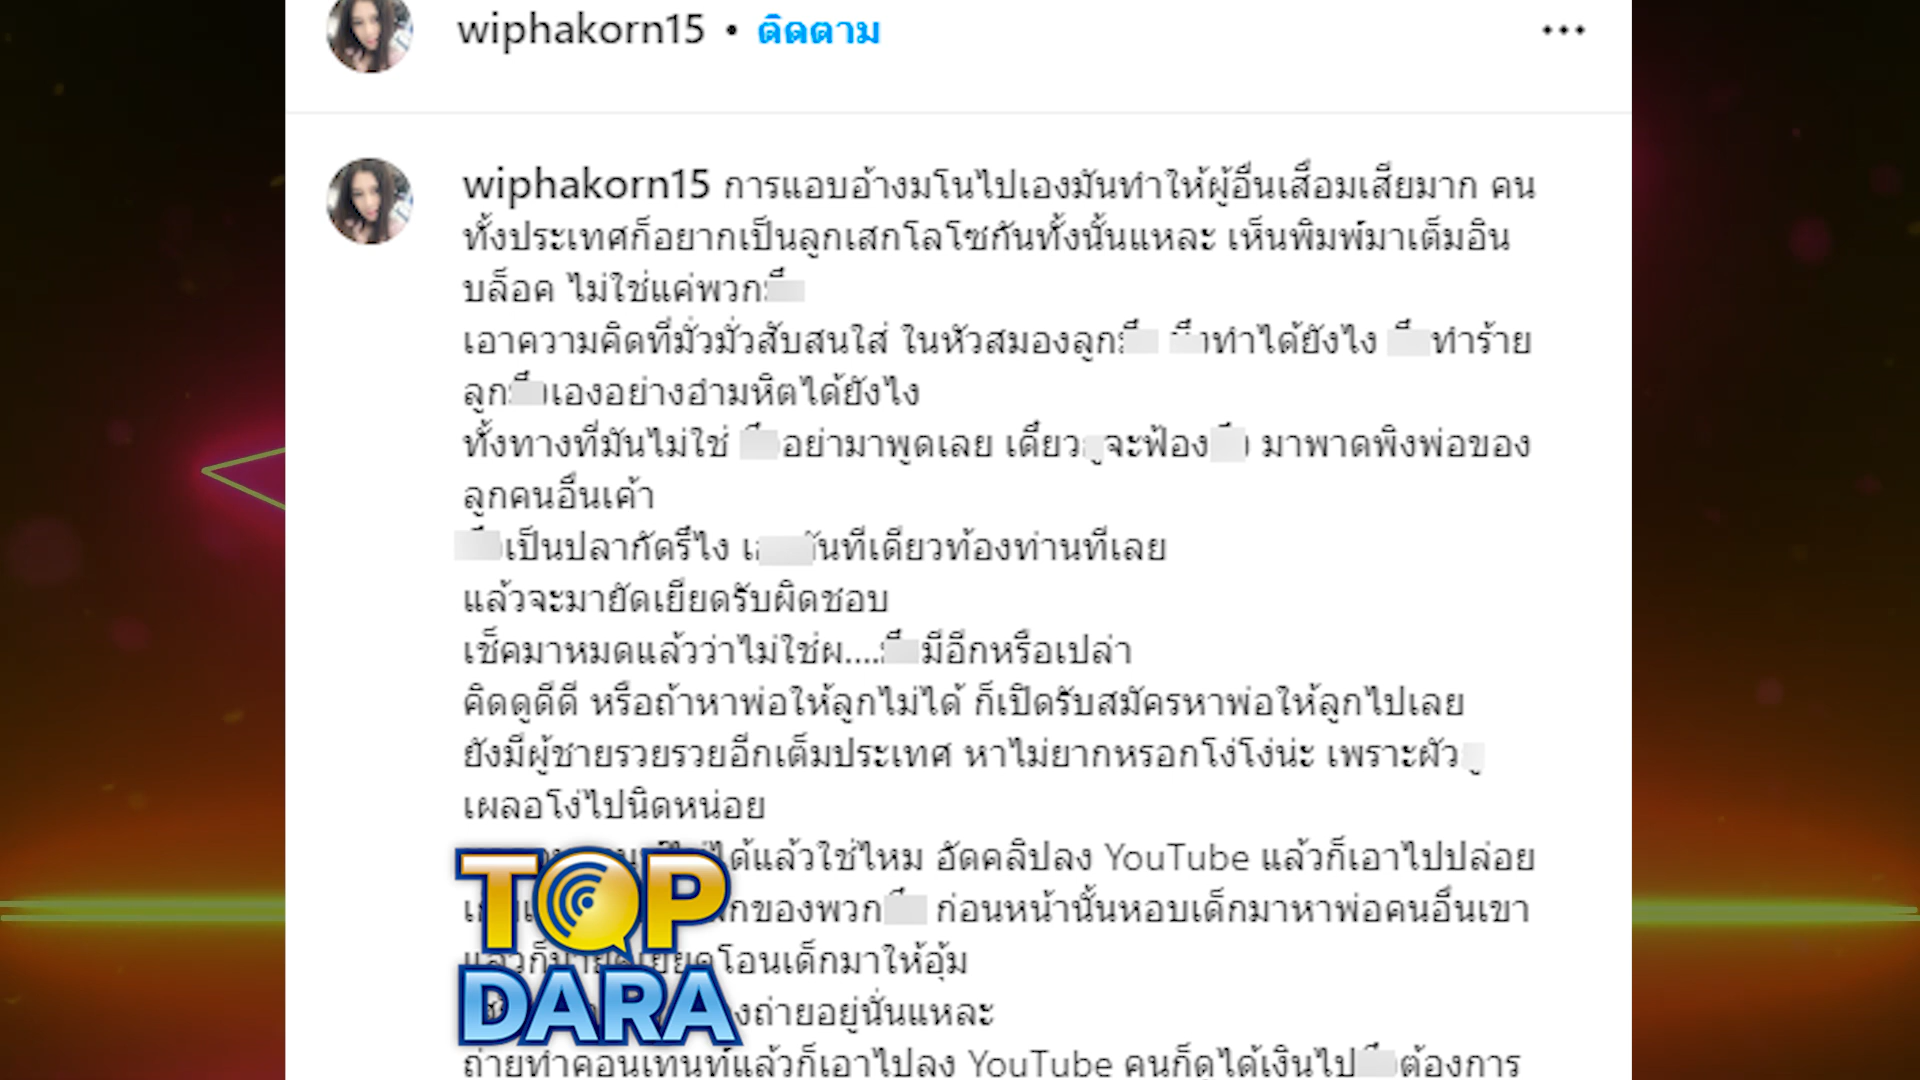 wiphakorn15 • ติดตาม
wiphakorn15 การแอบอ้างมโนไปเองมันทำให้ผู้อื่นเสื่อมเสียมาก คน
ทั้งประเทศก็อยากเป็นลูกเสกโลโซกันทั้งนั้นแหละ เห็นพิมพ์มาเต็มอิน
บล็อค ไม่ใช่แค่พวก
เอาความคิดที่มั่วมั่วสับสนใส่ ในหัวสมองลูก ทำได้ยังไง ทำร้าย
ลูก เองอย่างอำมหิตได้ยังไง
ทั้งทางที่มันไม่ใช่ อย่ามาพูดเลย เดี๋ยว จะฟ้อง มาพาดพิงพ่อของ
ลูกคนอื่นเค้า
เป็นปลากัดรึไง ทีเดียวท้องท่านที่เลย
แล้วจะมายัดเยียดรับผิดชอบ
เช็คมาหมดแล้วว่าไม่ใช่ผ.... มีอีกหรือเปล่า
คิดดูดีดี หรือถ้าหาพ่อให้ลูกไม่ได้ ก็เปิดรับสมัครหาพ่อให้ลูกไปเลย
ยังมีผู้ชายรวยรวยอีกเต็มประเทศ หาไม่ยากหรอกโง่โง่น่ะ เพราะผัว
เผลอโง่ไปนิดหน่อย
ได้แล้วใช่ไหม อัดคลิปลง YouTube แล้วก็เอาไปปล่อย
ของพวก ก่อนหน้านั้นหอบเด็กมาหาพ่อคนอื่นเขา
โอนเด็กมาให้อุ้ม
ถ่ายอยู่นั่นแหละ
ถ่ายทำคอนเทนท์แล้วก็เอาไปลง YouTube คนก็ดูได้เงินไป ต้องการ
TOP
DARA